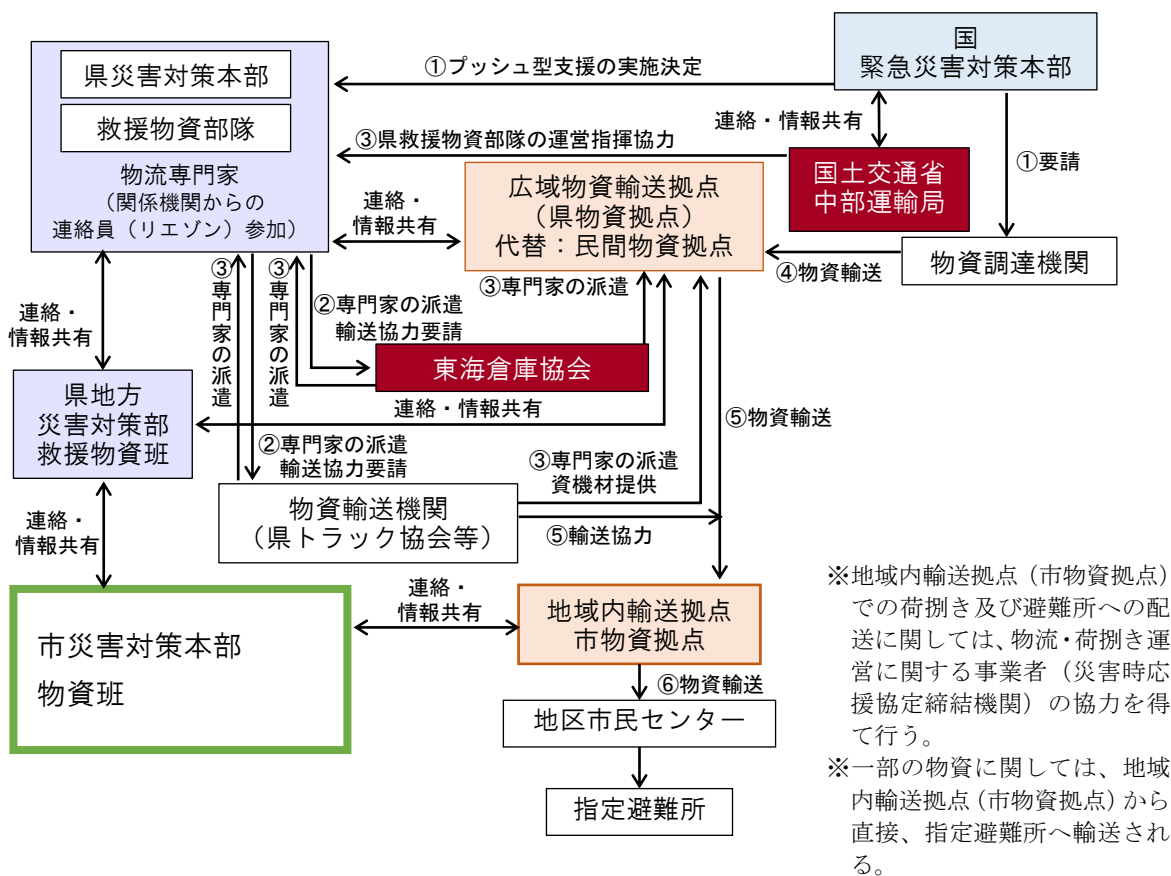 県災害対策本部
救援物資部隊
物流専門家
（関係機関からの
連絡員（リエゾン）参加）
①プッシュ型支援の実施決定
国
緊急災害対策本部
連絡・情報共有
①要請
③県救援物資部隊の運営指揮協力
国土交通省
中部運輸局
広域物資輸送拠点
（県物資拠点）
代替：民間物資拠点
連絡・
情報共有
④物資輸送
物資調達機関
③専門家の派遣
③専門家の派遣
③専門家の派遣
②専門家の派遣
輸送協力要請
連絡・
情報共有
東海倉庫協会
県地方
災害対策部
救援物資班
連絡・情報共有
⑤物資輸送
②専門家の派遣
輸送協力要請
③専門家の派遣
資機材提供
物資輸送機関
（県トラック協会等）
⑤輸送協力
連絡・
情報共有
市災害対策本部
物資班
連絡・
情報共有
地域内輸送拠点
市物資拠点
⑥物資輸送
地区市民センター
指定避難所
※地域内輸送拠点（市物資拠点）
での荷捌き及び避難所への配
送に関しては、物流・荷捌き運
営に関する事業者（災害時応
援協定締結機関）の協力を得
て行う。
※一部の物資に関しては、地域
内輸送拠点（市物資拠点）から
直接、指定避難所へ輸送され
る。